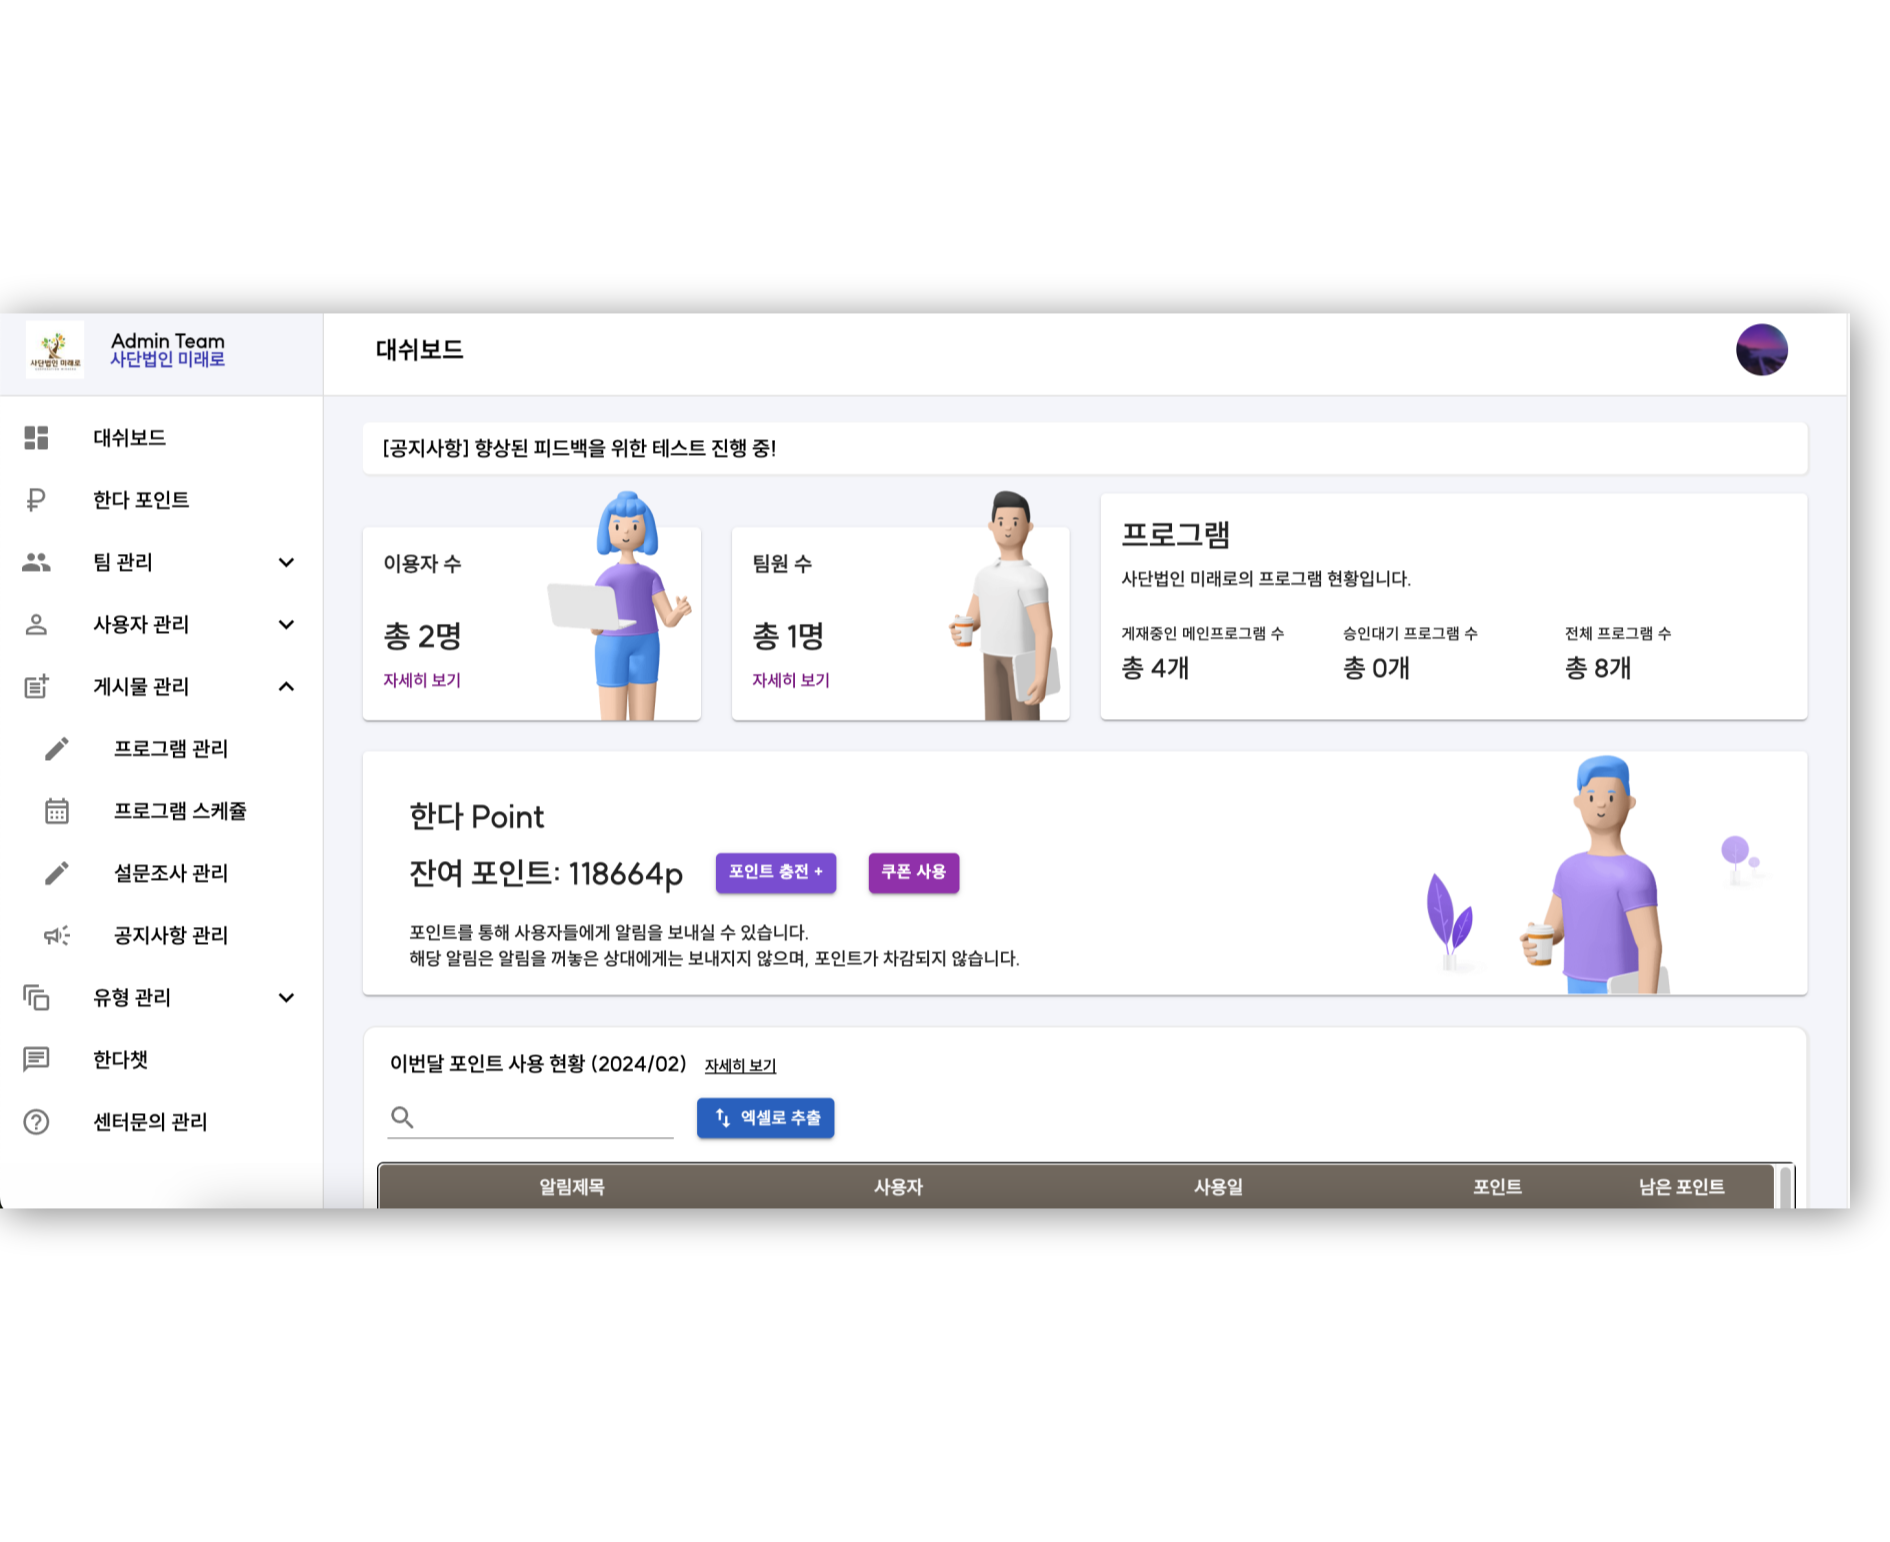 사단법인 미래로
Admin Team
사단법인 미래로
대쉬보드
한다 포인트
팀 관리
사용자 관리
게시물 관리
프로그램 관리
프로그램 스케쥴
설문조사 관리
공지사항 관리
유형 관리
한다챗
센터문의 관리
대쉬보드
[공지사항] 향상된 피드백을 위한 테스트 진행 중!
이용자 수
총 2명
자세히 보기
팀원 수
총 1명
자세히 보기
프로그램
사단법인 미래로의 프로그램 현황입니다.
게재중인 메인프로그램 수
총 4개
승인대기 프로그램 수
총 0개
전체 프로그램 수
총 8개
한다 Point
잔여 포인트: 118664p 포인트 충전 + 쿠폰 사용
포인트를 통해 사용자들에게 알림을 보내실 수 있습니다.
해당 알림은 알림을 꺼놓은 상대에게는 보내지지 않으며, 포인트가 차감되지 않습니다.
이번달 포인트 사용 현황 (2024/02) 자세히 보기
엑셀로 추출
알림제목 사용자 사용일 포인트 남은 포인트